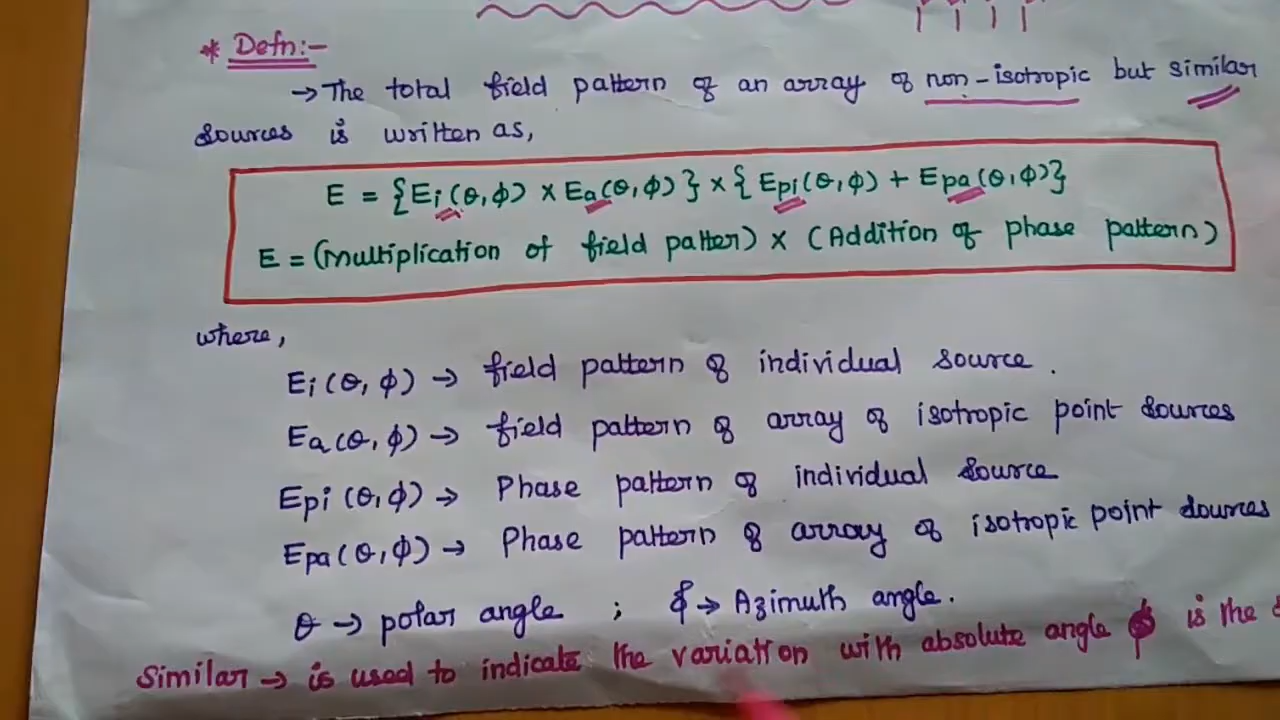 * Defn:-
→ The total field pattern of an array of non-isotropic but similar
sources is written as,
E = {Ei(θ,ϕ) × Ea(θ,ϕ)} × {Epi(θ,ϕ) + Epa(θ,ϕ)}
E = (Multiplication of field patter) × (Addition of phase pattern)
where,
Ei(θ,ϕ) → field pattern of individual source.
Ea(θ,ϕ) → field pattern of array of isotropic point sources
Epi(θ,ϕ) → Phase pattern of individual source
Epa(θ,ϕ) → Phase pattern of array of isotropic point sources
θ → polar angle ; ϕ → Azimuth angle.
Similar → is used to indicate the variation with absolute angle ϕ is the